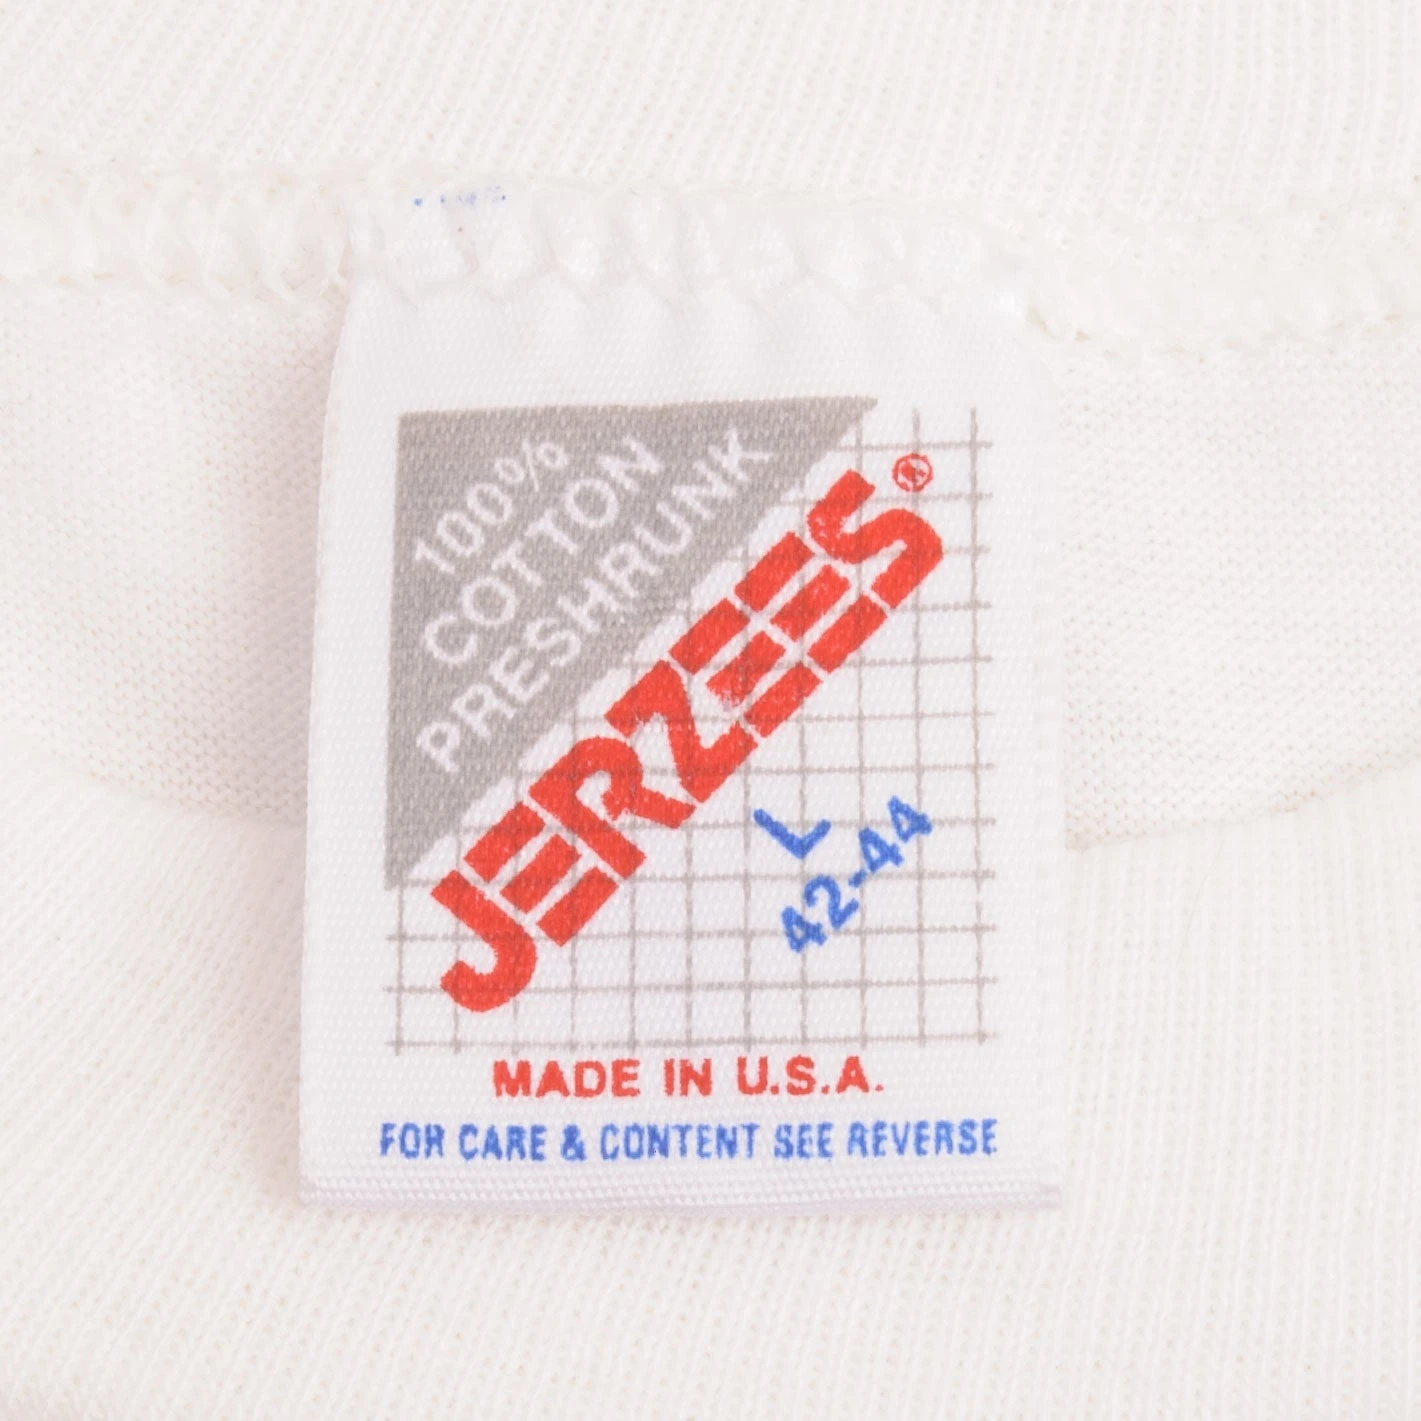 100%
COTTON
PRESHRUNK
JERZEES®
L
42-44
MADE IN U.S.A.
FOR CARE & CONTENT SEE REVERSE